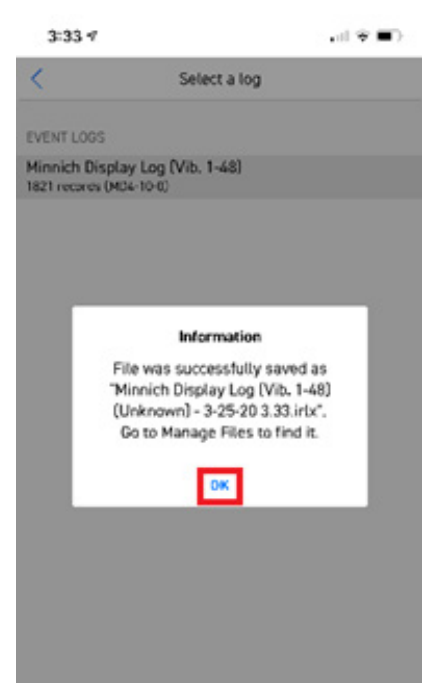 3:33
Select a log
EVENT LOGS
Minnich Display Log (Vib. 1-48)
1821 records (M04-10-0)
Information
File was successfully saved as
"Minnich Display Log (Vib. 1-48)
(Unknown) - 3-25-20 3.33.irlx".
Go to Manage Files to find it.
OK